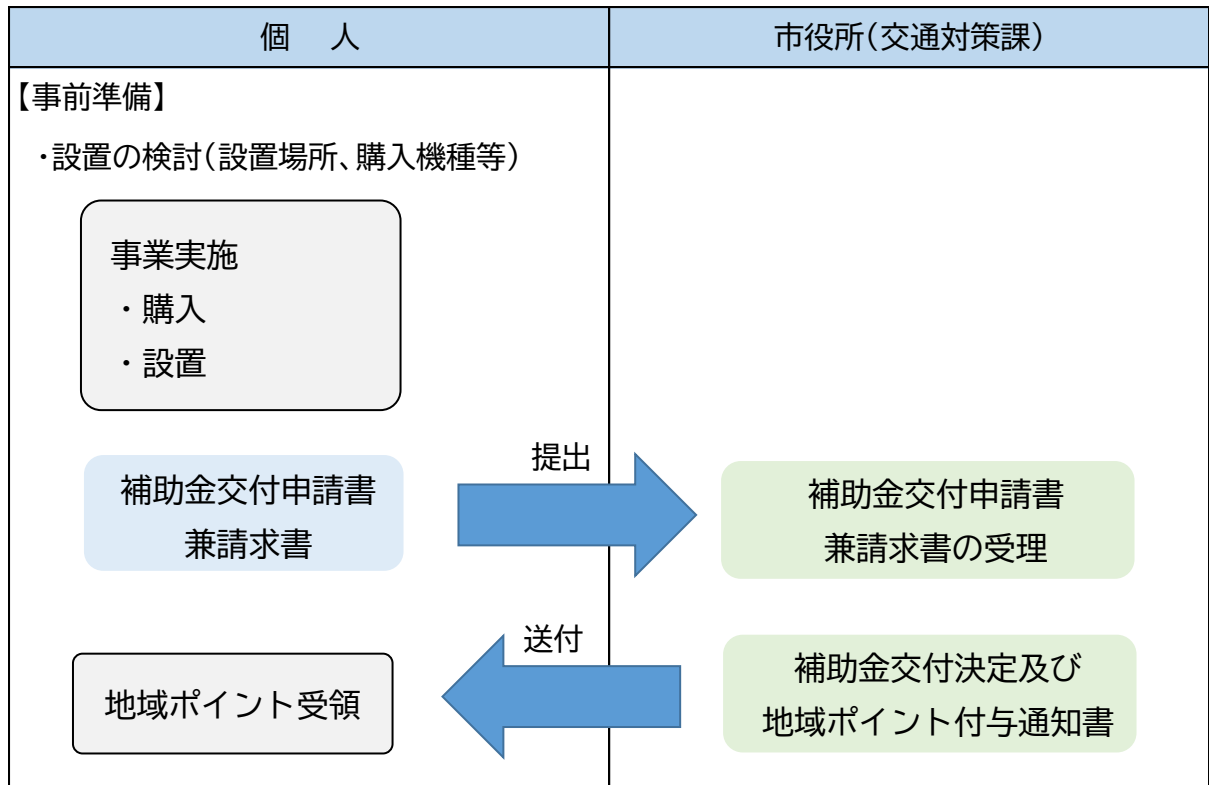 個　人
市役所(交通対策課)
【事前準備】
・設置の検討(設置場所、購入機種等)
事業実施
・購入
・設置
補助金交付申請書
兼請求書
提出
補助金交付申請書
兼請求書の受理
地域ポイント受領
送付
補助金交付決定及び
地域ポイント付与通知書